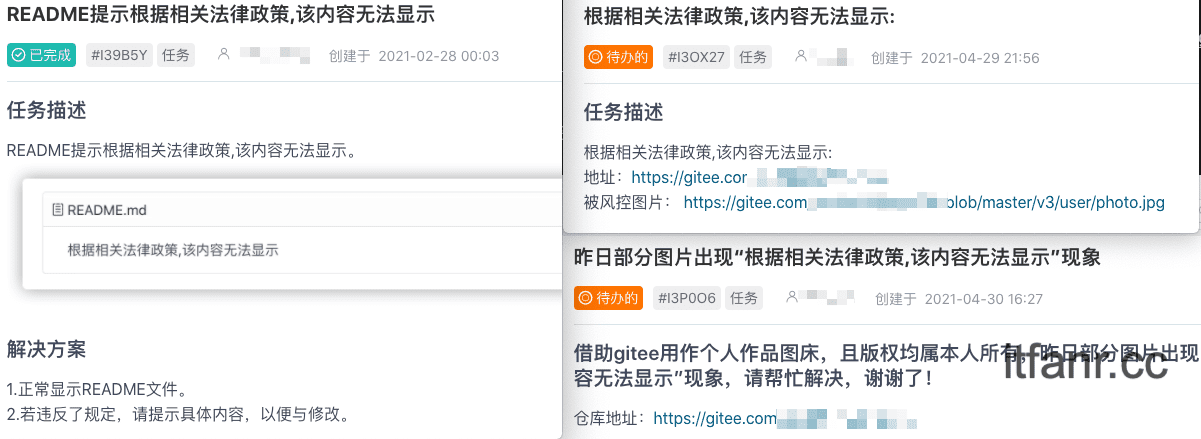 README提示根据相关法律政策,该内容无法显示
已完成 #I39B5Y 任务 创建于 2021-02-28 00:03
任务描述
README提示根据相关法律政策,该内容无法显示。
README.md
根据相关法律政策,该内容无法显示
解决方案
1.正常显示README文件。
2.若违反了规定，请提示具体内容，以便与修改。
根据相关法律政策,该内容无法显示:
待办的 #I3OX27 任务 创建于 2021-04-29 21:56
任务描述
根据相关法律政策,该内容无法显示:
地址： https://gitee.cor
被风控图片： https://gitee.com blob/master/v3/user/photo.jpg
昨日部分图片出现“根据相关法律政策,该内容无法显示”现象
待办的 #I3P0O6 任务 创建于 2021-04-30 16:27
借助gitee用作个人作品图床，且版权均属本人所有，“昨日部分图片出现
容无法显示”现象，请帮忙解决，谢谢了！
仓库地址： https://gitee.com
itfanr.cc